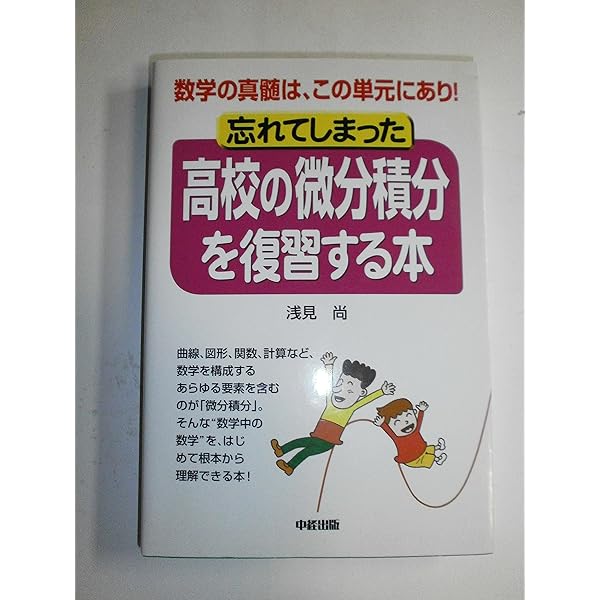 数学の真髄は、この単元にあり!
忘れてしまった
高校の微分積分
を復習する本
浅見 尚
曲線、図形、関数、計算など、
数学を構成する
あらゆる要素を含む
のが「微分積分」。
そんな“数学中の
数学”を、はじ
めて根本から
理解できる本!
中経出版